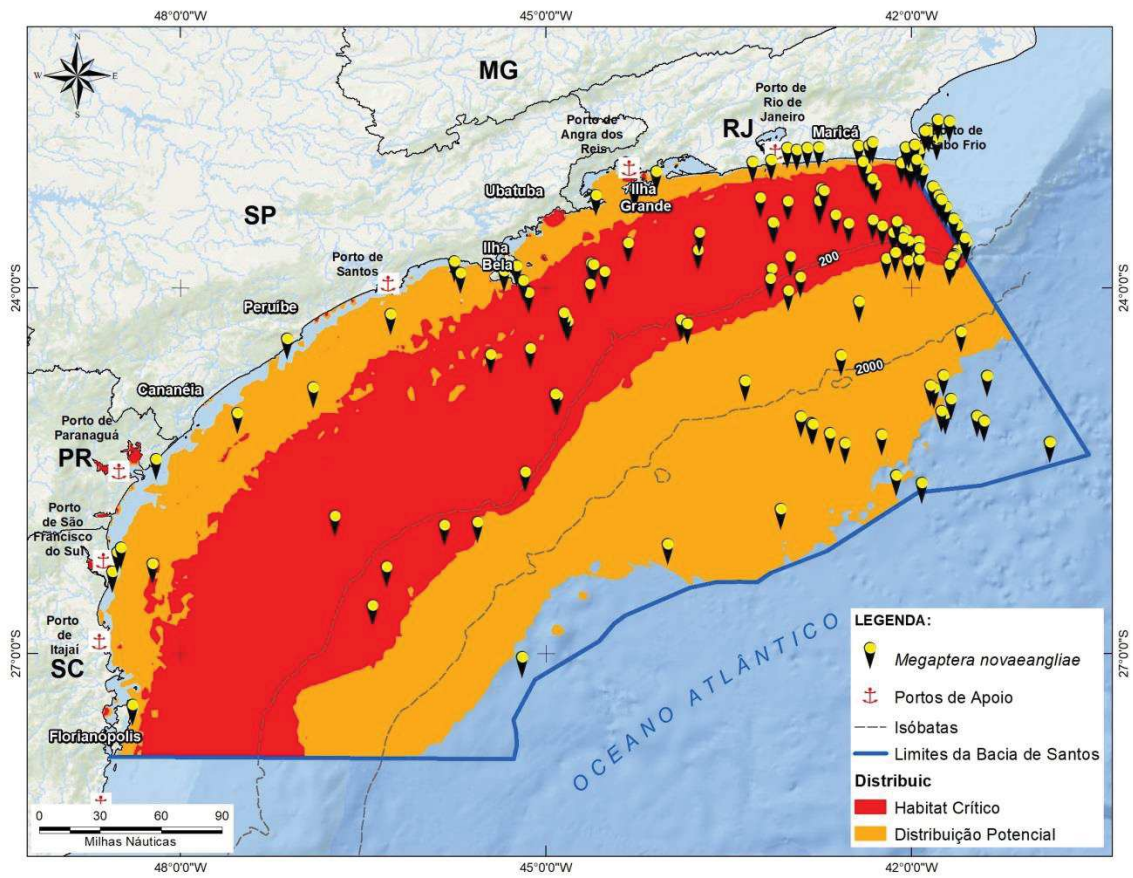 48°0'0"W
45°0'0"W
42°0'0"W
N
W
E
S
MG
Porto de
Rio de
Janeiro
Porto de
Angra dos
Reis
RJ
Maricá
Porto de
Cabo Frio
Ubatuba
Ilha
Grande
SP
Ilha
Bela
Porto de
Santos
200
24°0'0"S
24°0'0"S
Peruíbe
2000
Cananéia
Porto de
Paranaguá
PR
Porto
de São
Francisco
do Sul
Porto
de
Itajaí
SC
27°0'0"S
27°0'0"S
Florianópolis
OCEANO ATLÂNTICO
LEGENDA:
Megaptera novaeangliae
Portos de Apoio
Isóbatas
Limites da Bacia de Santos
Distribuic
Habitat Crítico
Distribuição Potencial
0 30 60 90
Milhas Náuticas
48°0'0"W
45°0'0"W
42°0'0"W